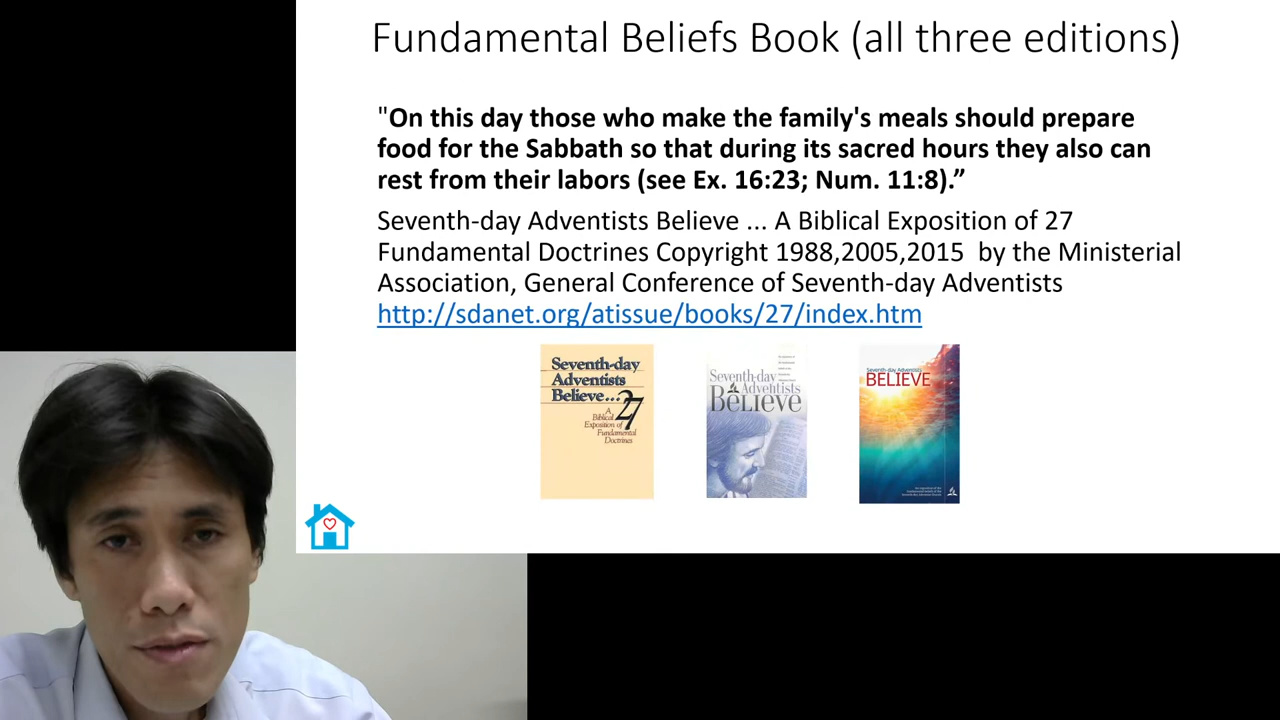 Fundamental Beliefs Book (all three editions)
"On this day those who make the family's meals should prepare
food for the Sabbath so that during its sacred hours they also can
rest from their labors (see Ex. 16:23; Num. 11:8).”
Seventh-day Adventists Believe ... A Biblical Exposition of 27
Fundamental Doctrines Copyright 1988,2005,2015  by the Ministerial
Association, General Conference of Seventh-day Adventists
http://sdanet.org/atissue/books/27/index.htm
Seventh-day
Adventists
Believe...
27
A
Biblical
Exposition of
Fundamental
Doctrines
Seventh-day
Adventists
BELIEVE
Seventh-day Adventists
BELIEVE